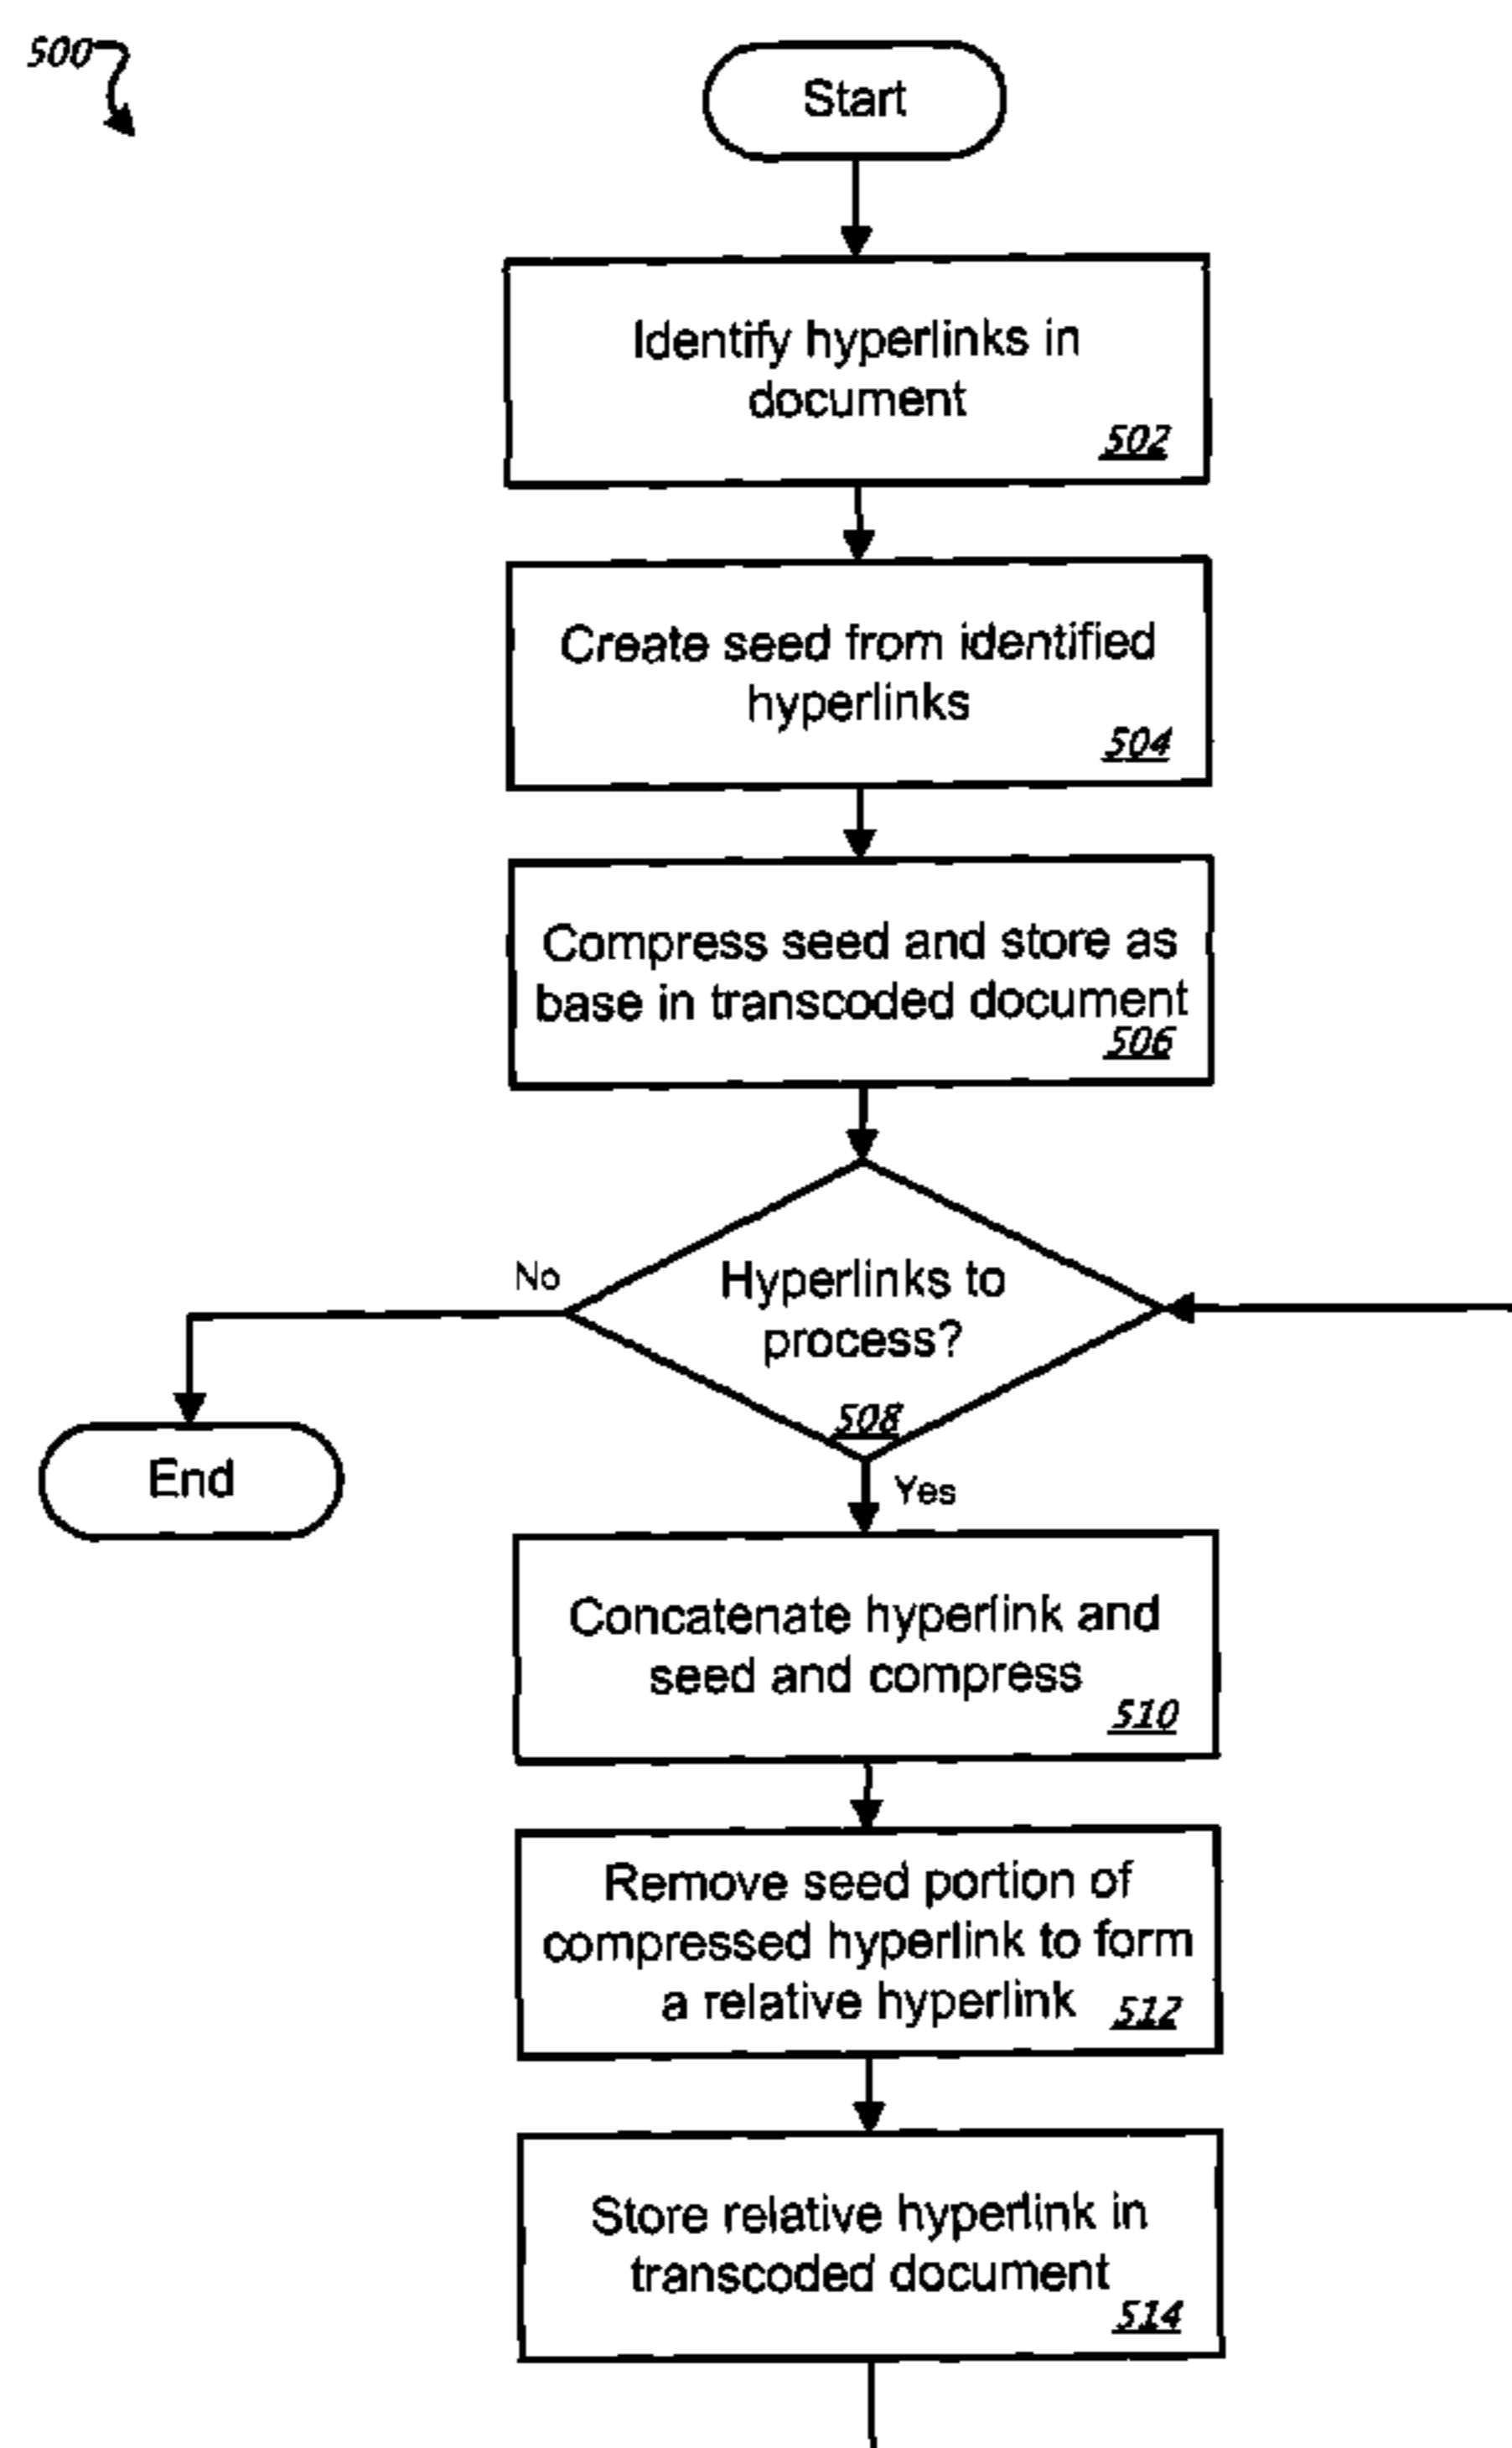 500
Start
Identify hyperlinks in
document
502
Create seed from identified
hyperlinks
504
Compress seed and store as
base in transcoded document
506
No
Hyperlinks to
process?
508
End
Yes
Concatenate hyperlink and
seed and compress
510
Remove seed portion of
compressed hyperlink to form
a relative hyperlink 512
Store relative hyperlink in
transcoded document
514